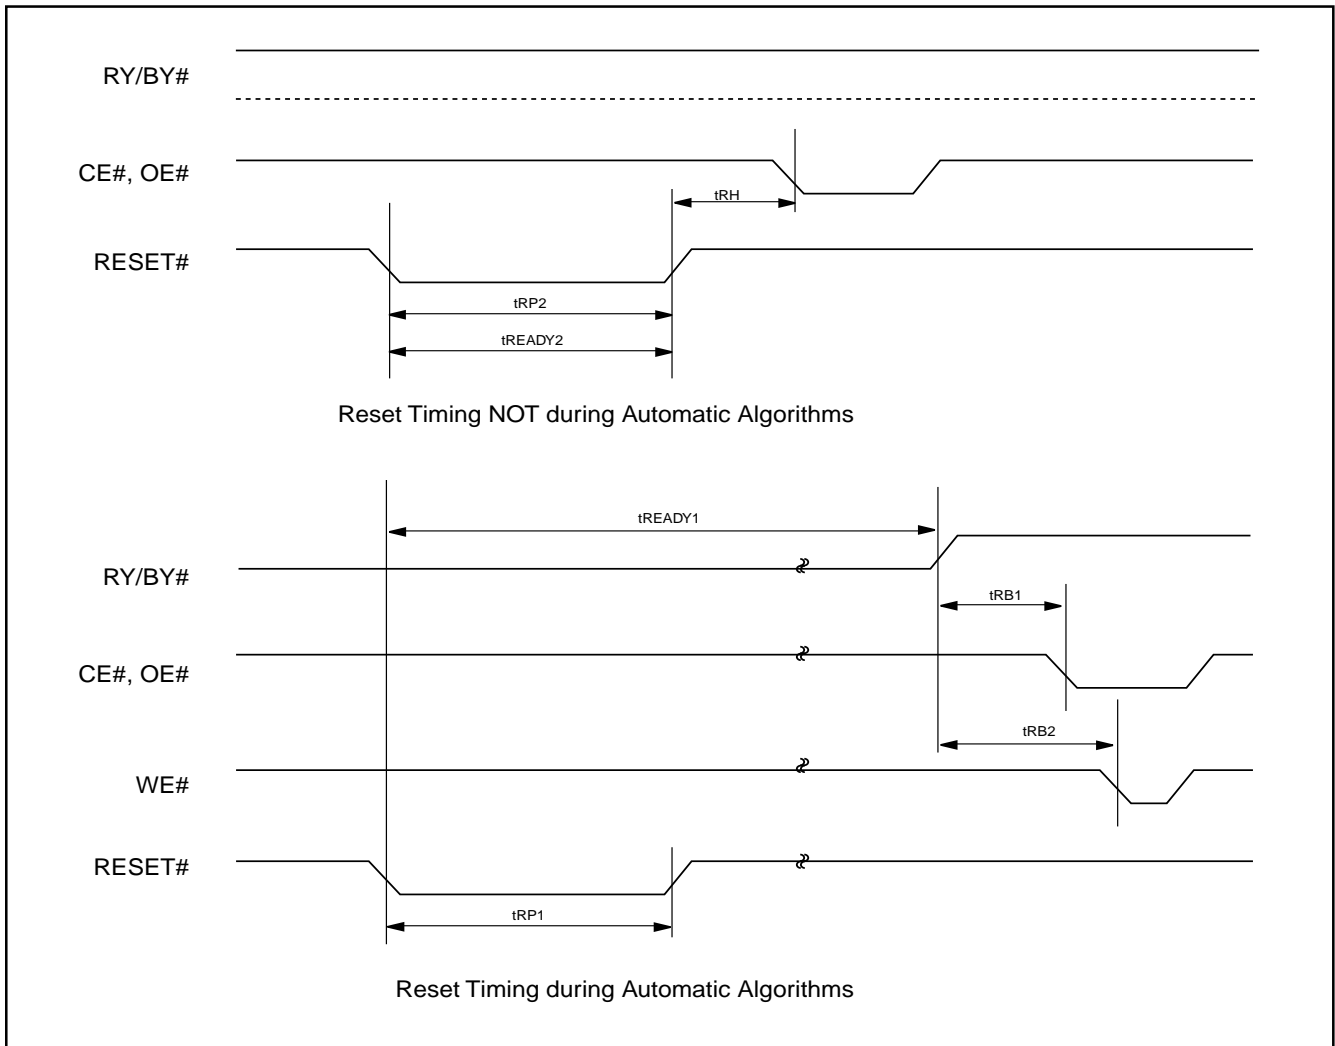 RY/BY#
CE#, OE#
tRH
RESET#
tRP2
tREADY2
Reset Timing NOT during Automatic Algorithms
tREADY1
RY/BY#
tRB1
CE#, OE#
tRB2
WE#
RESET#
tRP1
Reset Timing during Automatic Algorithms